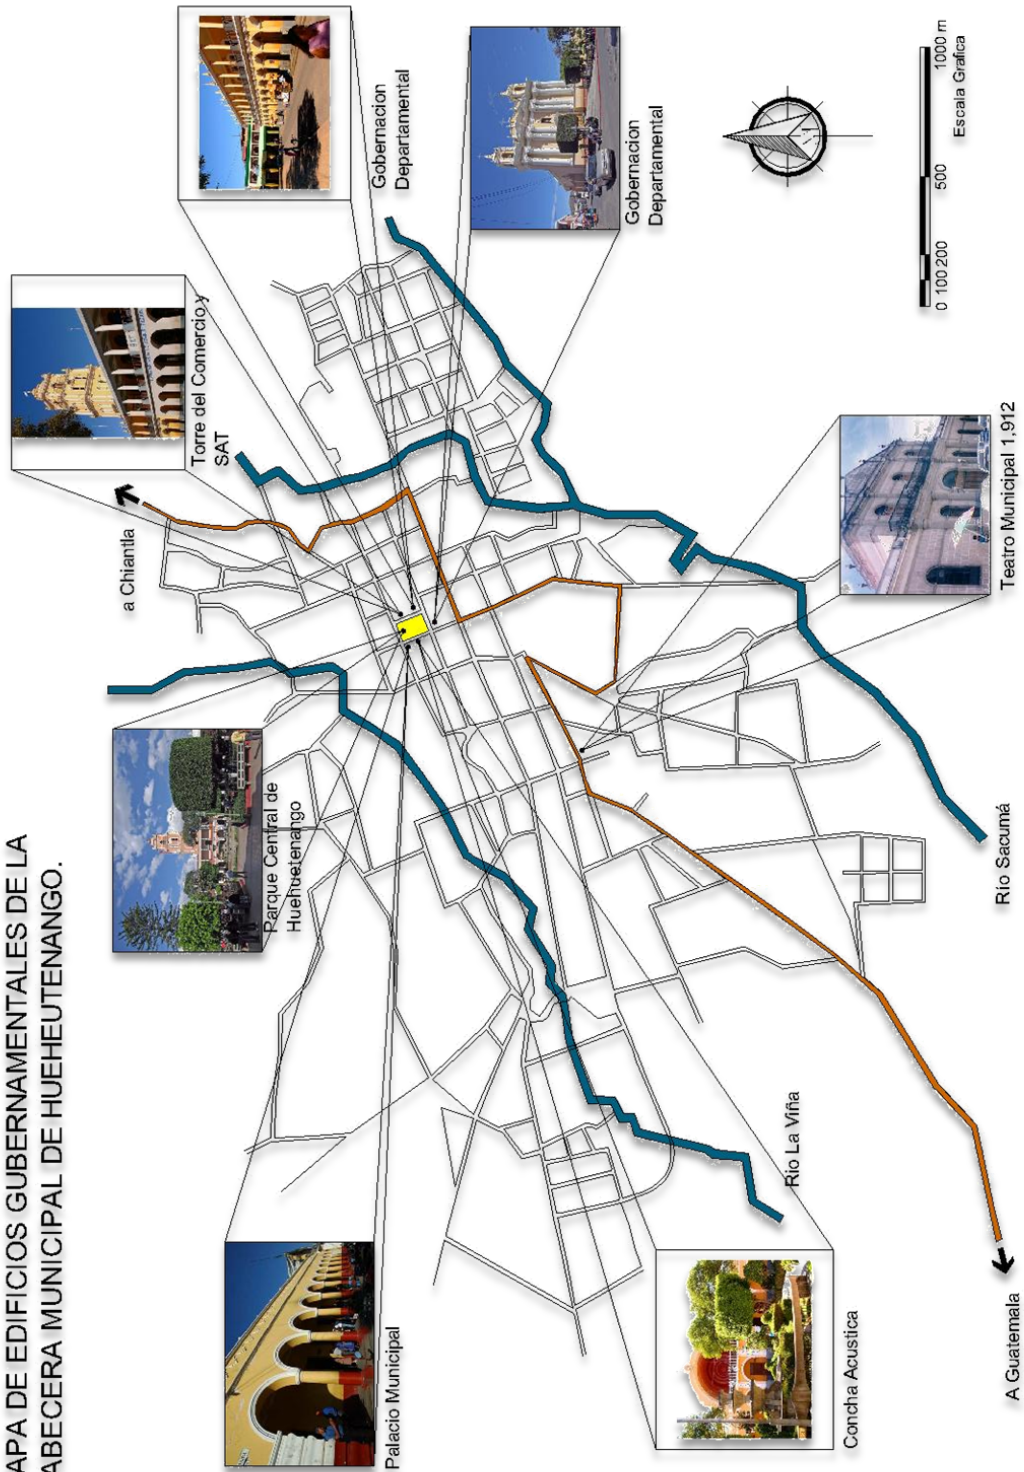 APA DE EDIFICIOS GUBERNAMENTALES DE LA
ABECERA MUNICIPAL DE HUEHEUTENANGO.
Palacio Municipal
Parque Central de
Huehuetenango
a Chiantla
Torre del Comercio y
SAT
Gobernacion
Departamental
Gobernacion
Departamental
Concha Acustica
Rio La Viña
A Guatemala
Río Sacumá
Teatro Municipal 1,912
0 100 200 500 1000 m
Escala Grafica